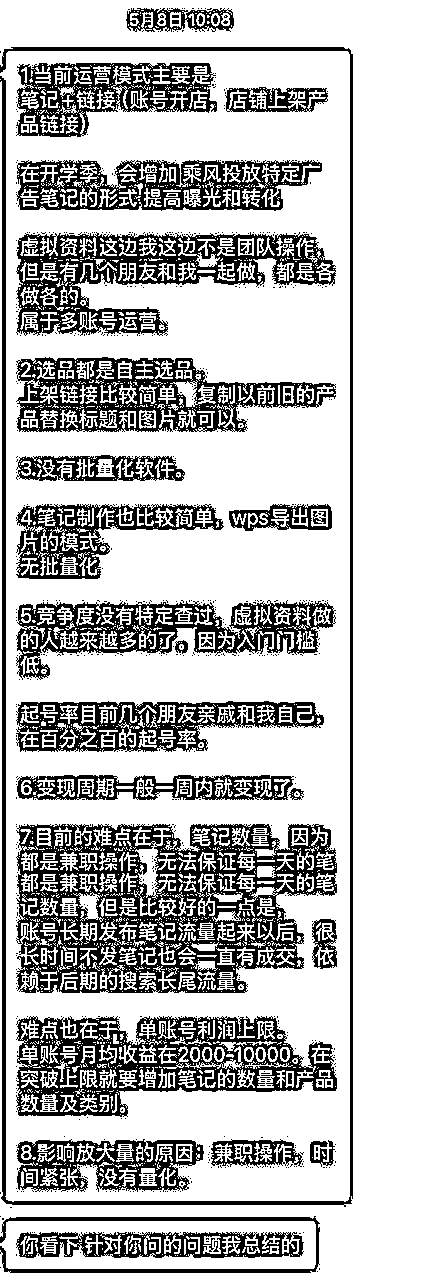 5月8日 10:08
1.当前运营模式主要是
笔记+链接（账号开店，店铺上架产
品链接）
在开学季，会增加 乘风投放特定广
告笔记的形式 提高曝光和转化
虚拟资料这边我这边不是团队操作，
但是有几个朋友和我一起做，都是各
做各的。
属于多账号运营。
2.选品都是自主选品，
上架链接比较简单，复制以前旧的产
品替换标题和图片就可以。
3.没有批量化软件。
4.笔记制作也比较简单，wps导出图
片的模式。
无批量化
5.竞争度没有特定查过，虚拟资料做
的人越来越多的了。因为入门门槛
低。
起号率目前几个朋友亲戚和我自己，
在百分之百的起号率。
6.变现周期一般一周内就变现了。
7.目前的难点在于，笔记数量，因为
都是兼职操作，无法保证每一天的笔
都是兼职操作，无法保证每一天的笔
记数量，但是比较好的一点是，
账号长期发布笔记流量起来以后，很
长时间不发笔记也会一直有成交，依
赖于后期的搜索长尾流量。
难点也在于，单账号利润上限。
单账号月均收益在2000-10000。在
突破上限就要增加笔记的数量和产品
数量及类别。
8.影响放大量的原因：兼职操作，时
间紧张，没有量化。
你看下 针对你问的问题我总结的